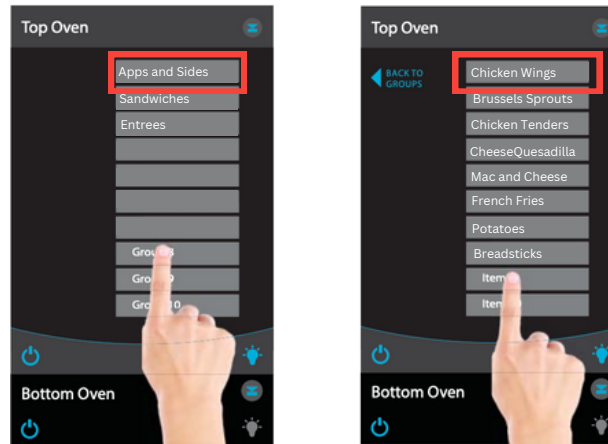 Top Oven
Apps and Sides
Sandwiches
Entrees
Bottom Oven
Top Oven
BACK TO
GROUPS
Chicken Wings
Brussels Sprouts
Chicken Tenders
CheeseQuesadilla
Mac and Cheese
French Fries
Potatoes
Breadsticks
Bottom Oven